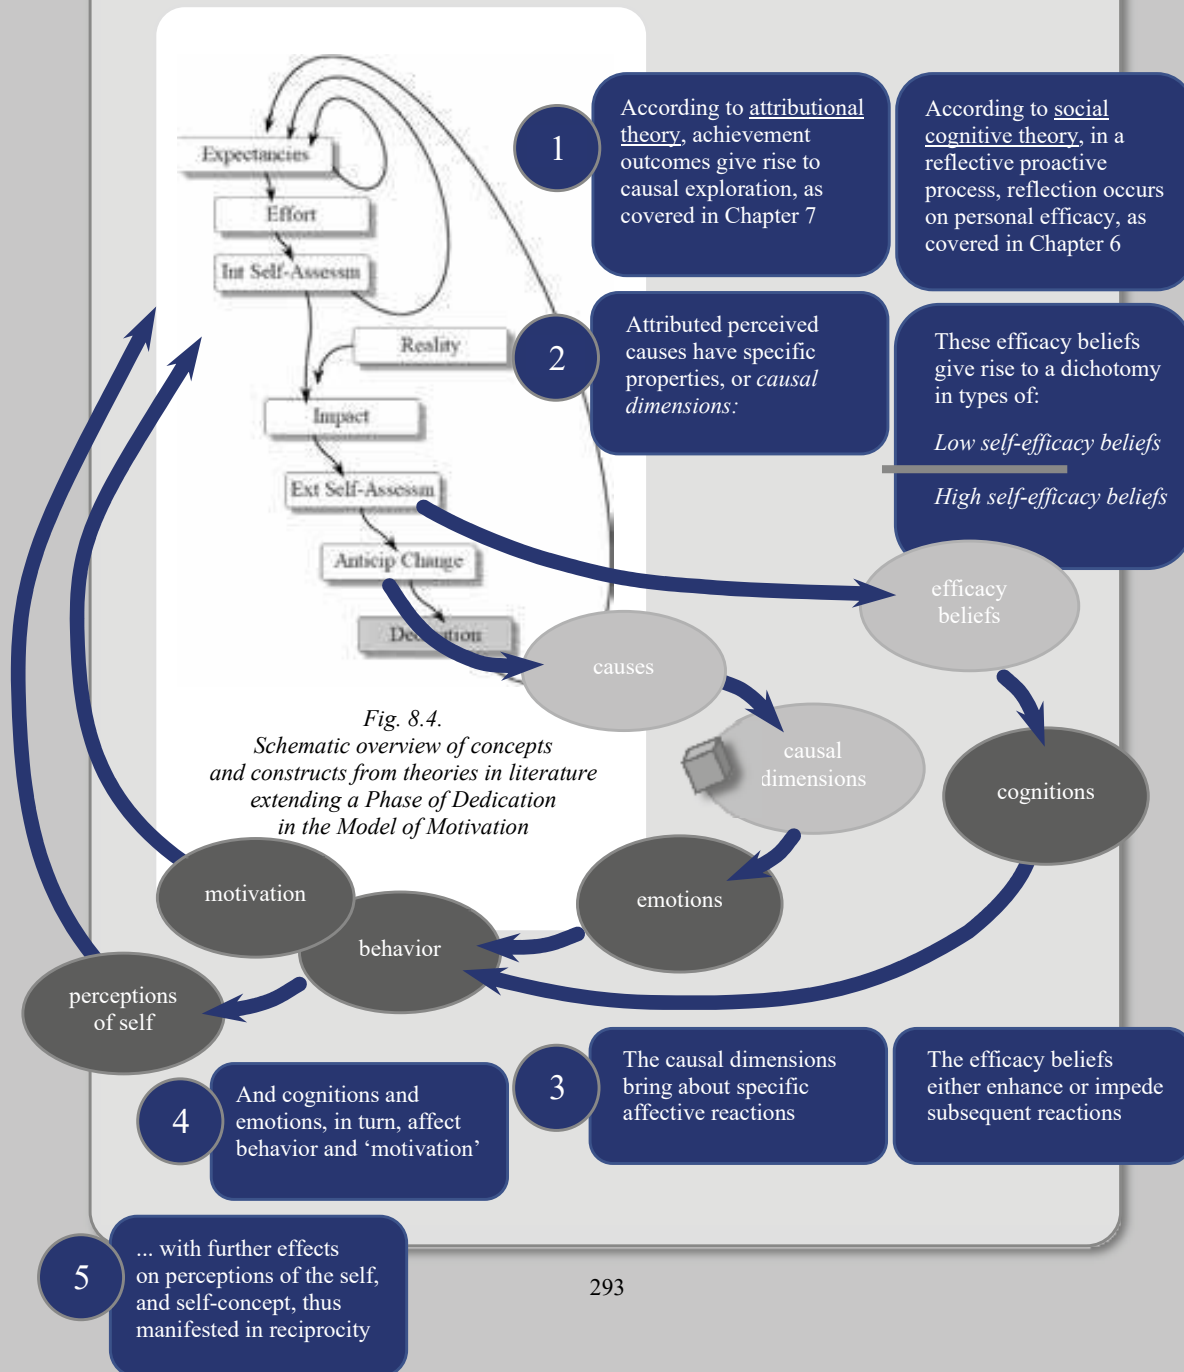 Expectancies
Effort
Int Self-Assessm
Reality
Impact
Ext Self-Assessm
Anticip Change
1
According to attributional
theory, achievement
outcomes give rise to
causal exploration, as
covered in Chapter 7
According to social
cognitive theory, in a
reflective proactive
process, reflection occurs
on personal efficacy, as
covered in Chapter 6
2
Attributed perceived
causes have specific
properties, or causal
dimensions:
These efficacy beliefs
give rise to a dichotomy
in types of:
Low self-efficacy beliefs
High self-efficacy beliefs
efficacy
beliefs
causes
causal
dimensions
cognitions
Fig. 8.4.
Schematic overview of concepts
and constructs from theories in literature
extending a Phase of Dedication
in the Model of Motivation
motivation
behavior
emotions
perceptions
of self
3
The causal dimensions
bring about specific
affective reactions
The efficacy beliefs
either enhance or impede
subsequent reactions
4
And cognitions and
emotions, in turn, affect
behavior and ‘motivation’
5
... with further effects
on perceptions of the self,
and self-concept, thus
manifested in reciprocity
293